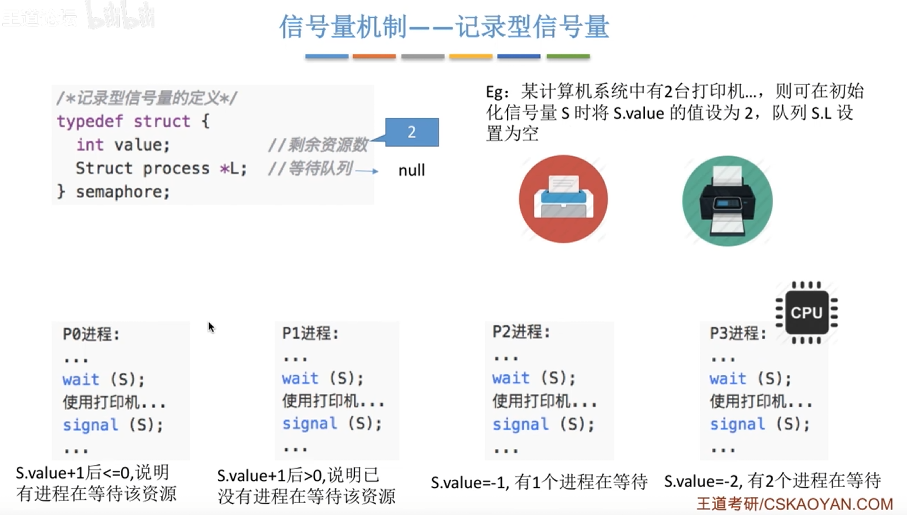 信号量机制——记录型信号量
/*记录型信号量的定义*/
typedef struct {
int value; //剩余资源数
Struct process *L; //等待队列
} semaphore;
2
null
Eg：某计算机系统中有2台打印机...，则可在初始
化信号量 S 时将 S.value 的值设为 2，队列 S.L 设
置为空
CPU
P0进程:
...
wait (S);
使用打印机...
signal (S);
...
S.value+1后<=0,说明
有进程在等待该资源
P1进程:
...
wait (S);
使用打印机...
signal (S);
...
S.value+1后>0,说明已
没有进程在等待该资源
P2进程:
...
wait (S);
使用打印机...
signal (S);
...
S.value=-1, 有1个进程在等待
P3进程:
...
wait (S);
使用打印机...
signal (S);
...
S.value=-2, 有2个进程在等待
王道考研/CSKAOYAN.COM